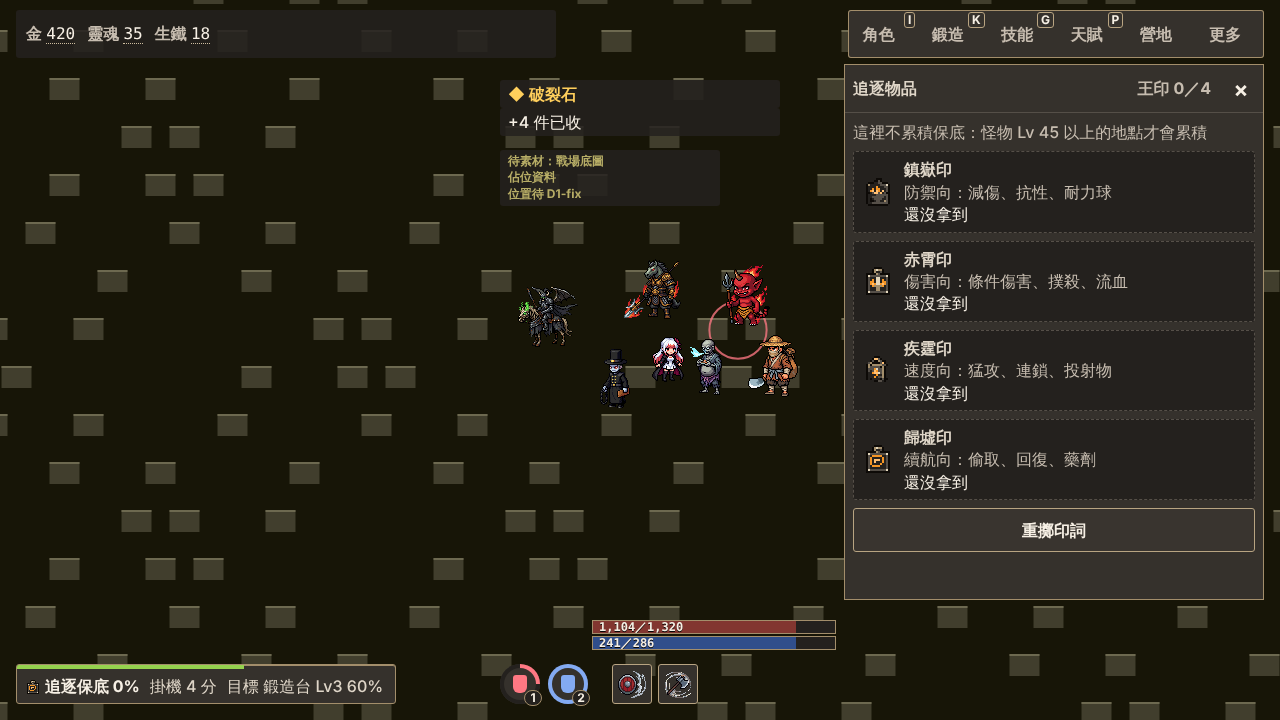 金 420 靈魂 35 生鐵 18
角色 I 鍛造 K 技能 G 天賦 P 營地 更多
◆ 破裂石
+4 件已收
待素材：戰場底圖
佔位資料
位置待 D1-fix
追逐物品 王印 0／4 ×
這裡不累積保底：怪物 Lv 45 以上的地點才會累積
鎮嶽印
防禦向：減傷、抗性、耐力球
還沒拿到
赤霄印
傷害向：條件傷害、撲殺、流血
還沒拿到
疾霆印
速度向：猛攻、連鎖、投射物
還沒拿到
歸墟印
續航向：偷取、回復、藥劑
還沒拿到
重擲印詞
1,104／1,320
241／286
追逐保底 0% 掛機 4 分 目標 鍛造台 Lv3 60%
1 2